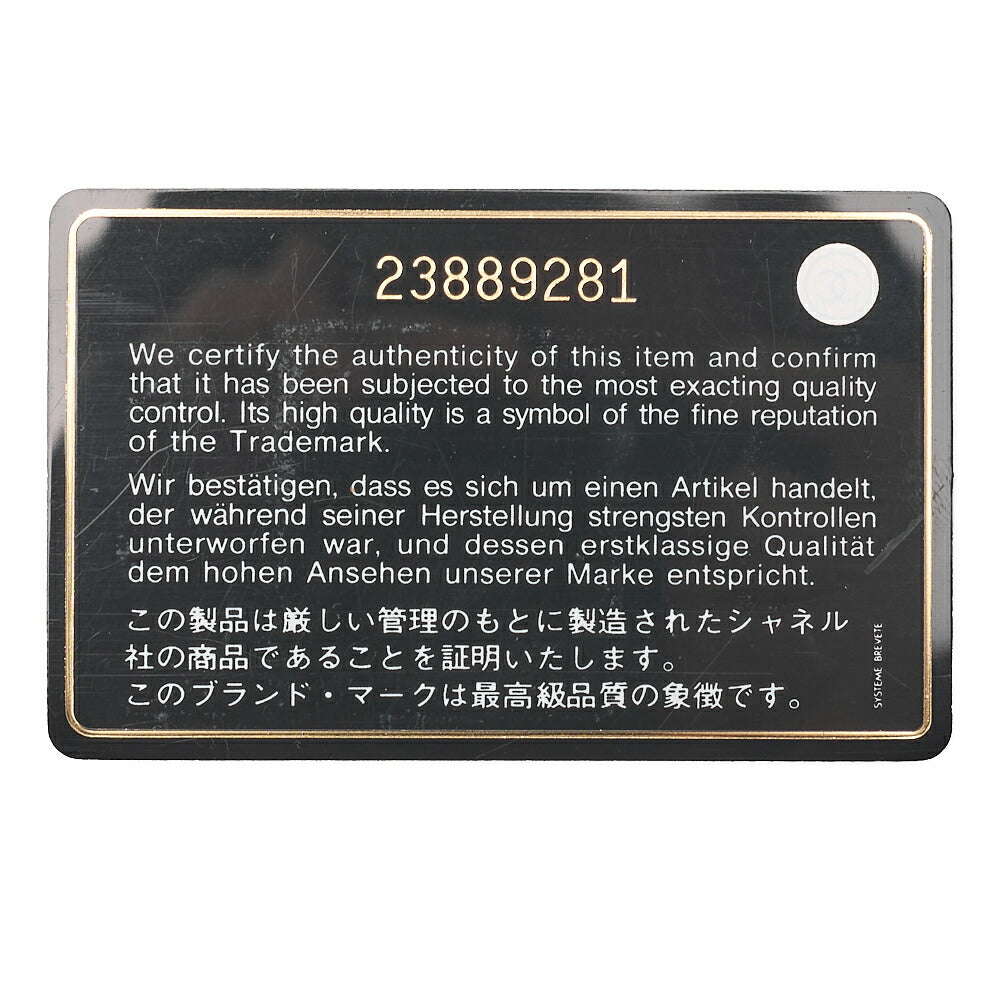 23889281
We certify the authenticity of this item and confirm
that it has been subjected to the most exacting quality
control. Its high quality is a symbol of the fine reputation
of the Trademark.
Wir bestätigen, dass es sich um einen Artikel handelt,
der während seiner Herstellung strengsten Kontrollen
unterworfen war, und dessen erstklassige Qualität
dem hohen Ansehen unserer Marke entspricht.
この製品は厳しい管理のもとに製造されたシャネル
社の商品であることを証明いたします。
このブランド・マークは最高級品質の象徴です。
SYSTEME BREVETE